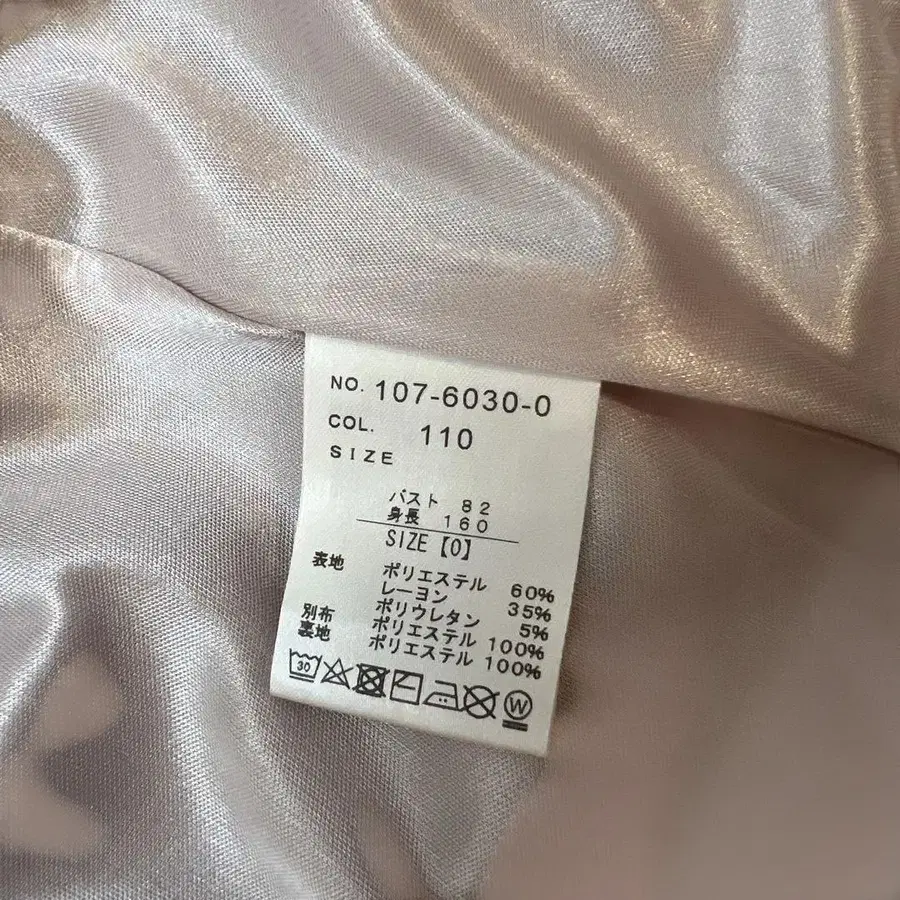 NO. 107-6030-0
COL. 110
SIZE
バスト 82
身長 160
SIZE【0】
表地 ポリエステル 60%
レーヨン 35%
ポリウレタン 5%
別布 ポリエステル 100%
裏地 ポリエステル 100%
30
W